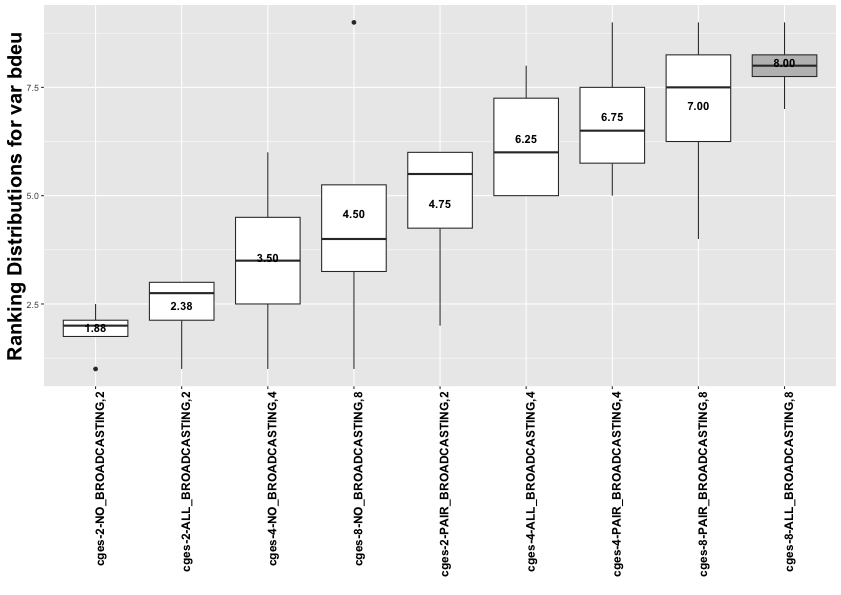 Ranking Distributions for var bdeu
7.5
5.0
2.5
1.88
2.38
3.50
4.50
4.75
6.25
6.75
7.00
8.00
cges-2-NO_BROADCASTING,2
cges-2-ALL_BROADCASTING,2
cges-4-NO_BROADCASTING,4
cges-8-NO_BROADCASTING,8
cges-2-PAIR_BROADCASTING,2
cges-4-ALL_BROADCASTING,4
cges-4-PAIR_BROADCASTING,4
cges-8-PAIR_BROADCASTING,8
cges-8-ALL_BROADCASTING,8